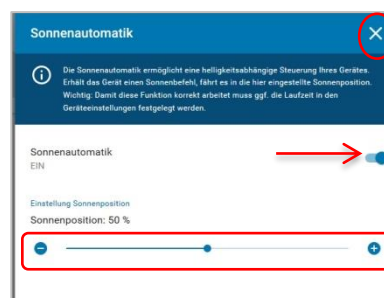 Sonnenautomatik
Die Sonnenautomatik ermöglicht eine helligkeitsabhängige Steuerung Ihres Gerätes.
Erhält das Gerät einen Sonnenbefehl, fährt es in die hier eingestellte Sonnenposition.
Wichtig: Damit diese Funktion korrekt arbeitet muss ggf. die Laufzeit in den
Geräteeinstellungen festgelegt werden.
Sonnenautomatik
EIN
Einstellung Sonnenposition
Sonnenposition: 50 %